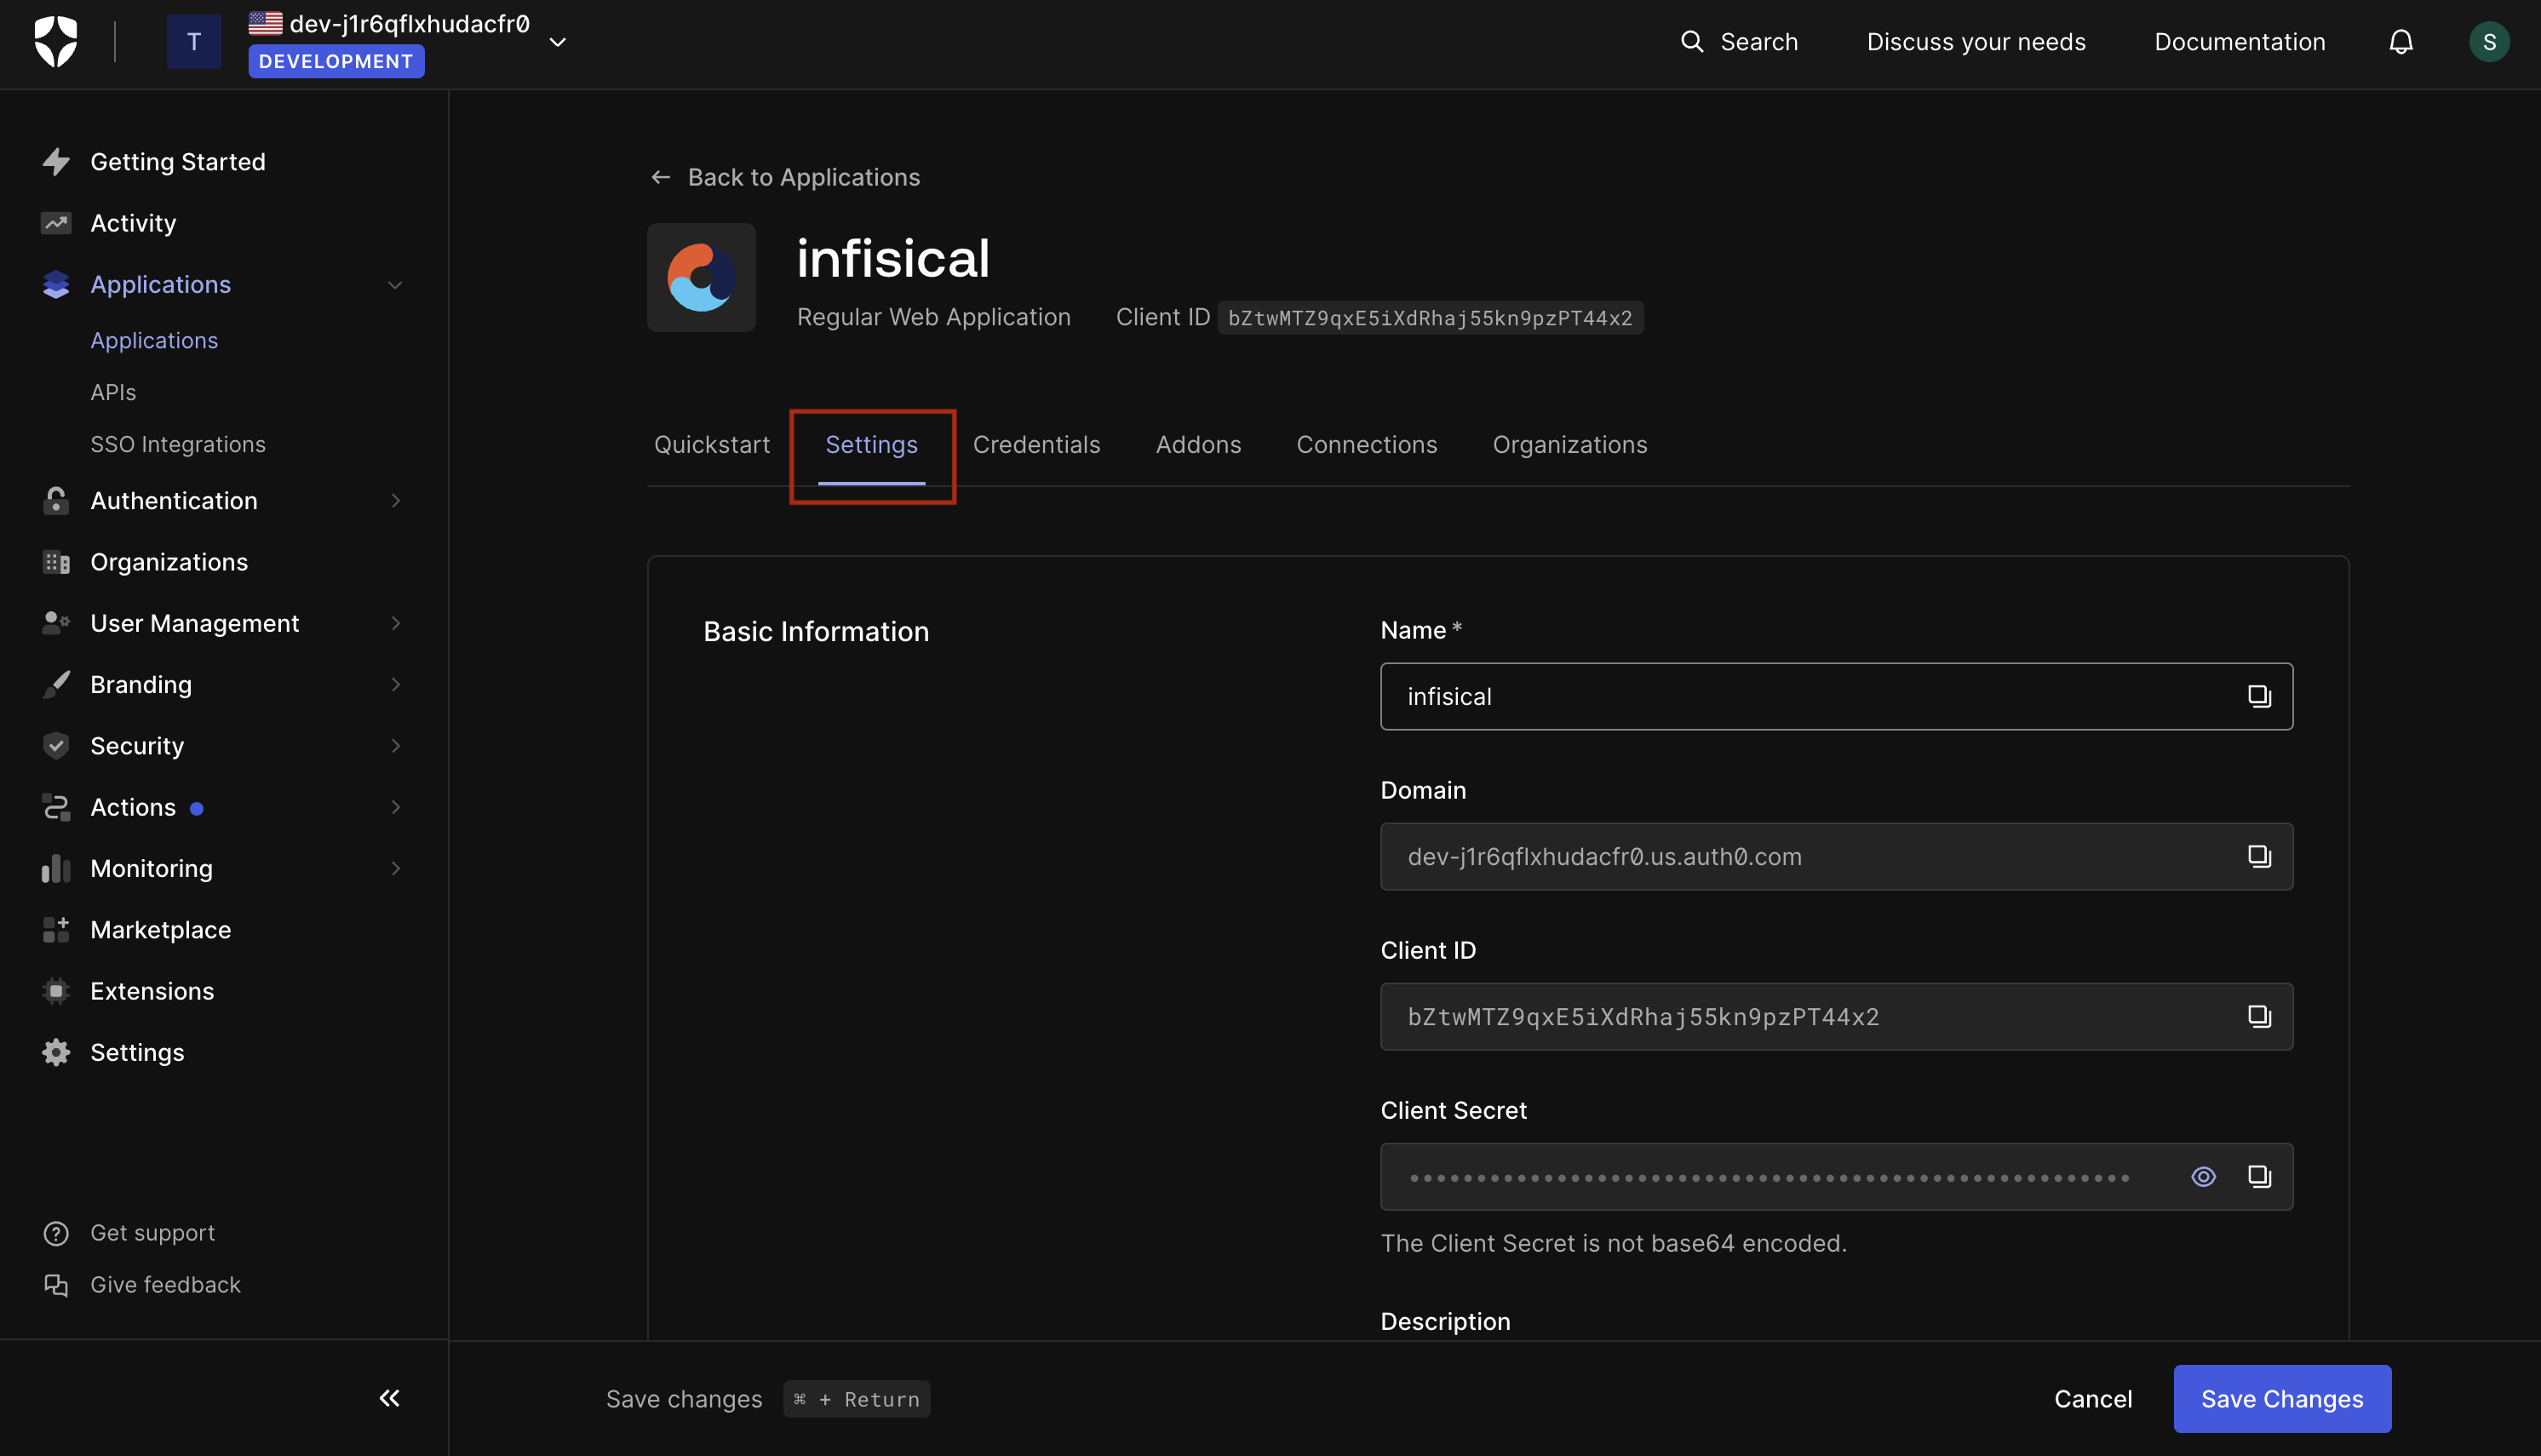 T
dev-j1r6qflxhudacfr0
DEVELOPMENT
Search
Discuss your needs
Documentation
S
Getting Started
Activity
Applications
Applications
APIs
SSO Integrations
Authentication
Organizations
User Management
Branding
Security
Actions
Monitoring
Marketplace
Extensions
Settings
Get support
Give feedback
Back to Applications
infisical
Regular Web Application
Client ID bZtwMTZ9qxE5iXdRhaj55kn9pzPT44x2
Quickstart
Settings
Credentials
Addons
Connections
Organizations
Basic Information
Name *
infisical
Domain
dev-j1r6qflxhudacfr0.us.auth0.com
Client ID
bZtwMTZ9qxE5iXdRhaj55kn9pzPT44x2
Client Secret
The Client Secret is not base64 encoded.
Description
Save changes ⌘ + Return
Cancel
Save Changes